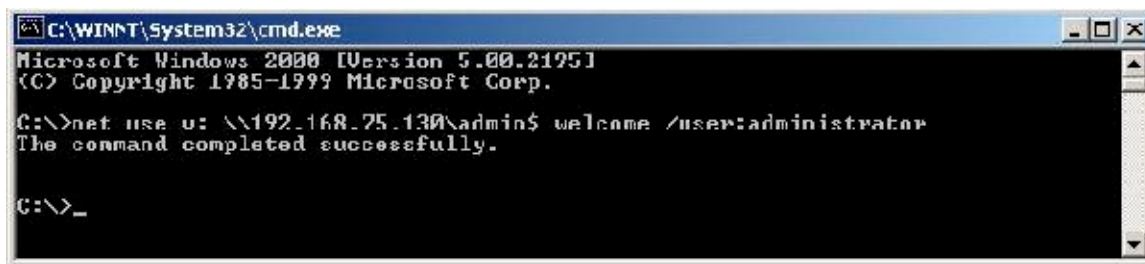 C:\WINNT\System32\cmd.exe
Microsoft Windows 2000 [Version 5.00.2195]
(C) Copyright 1985-1999 Microsoft Corp.
C:\>net use u: \\192.168.75.130\admin$ welcome /user:administrator
The command completed successfully.
C:\>_